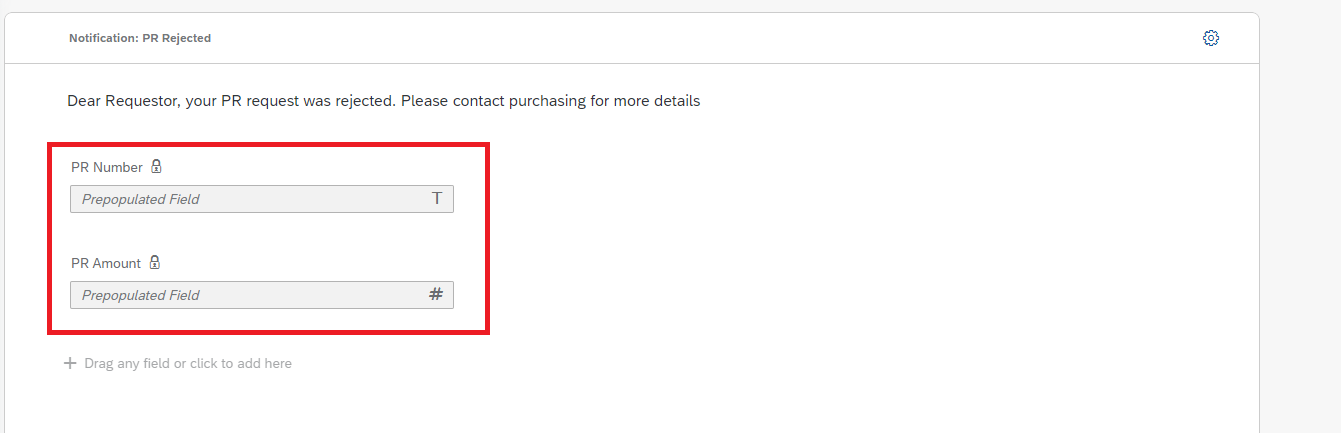 Notification: PR Rejected
Dear Requestor, your PR request was rejected. Please contact purchasing for more details
PR Number
Prepopulated Field T
PR Amount
Prepopulated Field #
+ Drag any field or click to add here